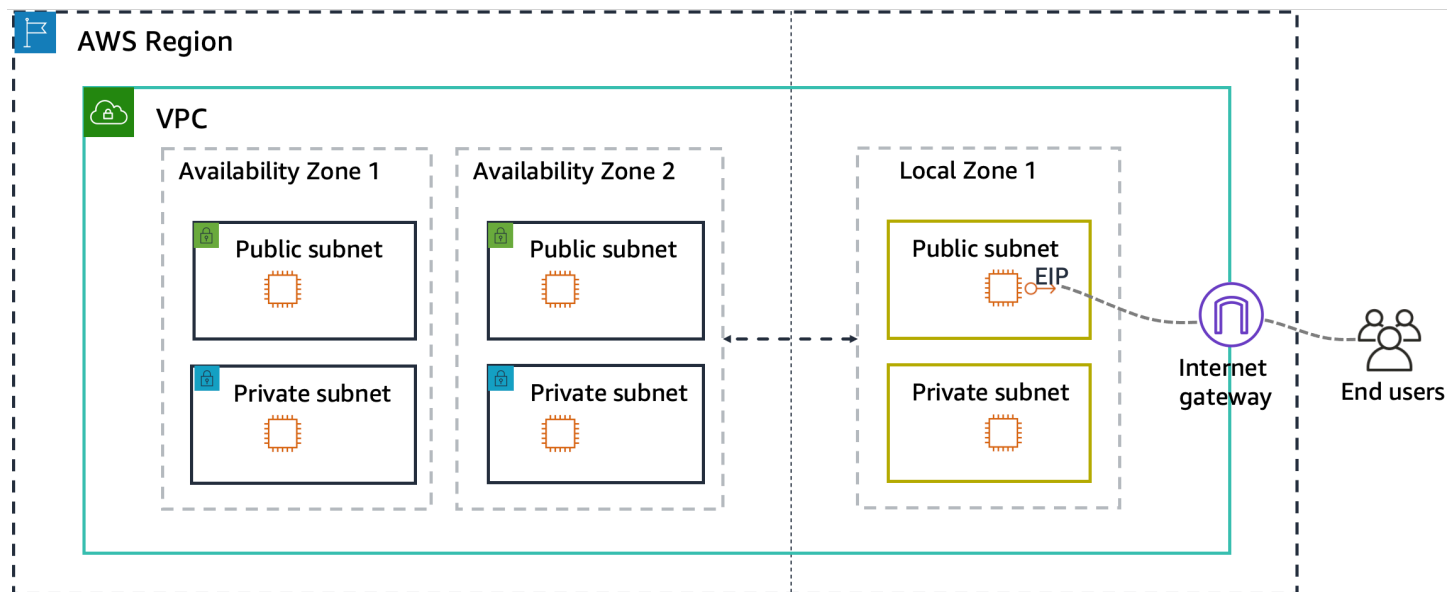 AWS Region
VPC
Availability Zone 1
Public subnet
Private subnet
Availability Zone 2
Public subnet
Private subnet
Local Zone 1
Public subnet
EIP
Private subnet
Internet
gateway
End users